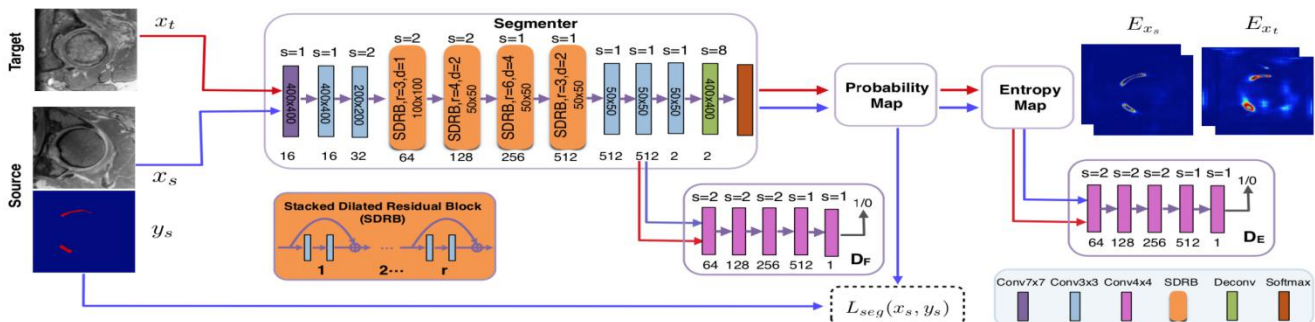 Target
x_t
Source
x_s
y_s
Segmenter
s=1 s=1 s=2 s=2 s=2 s=1 s=1 s=1 s=1 s=1 s=8
400x400
400x400
200x200
SDRB,r=3,d=1
100x100
SDRB,r=4,d=2
50x50
SDRB,r=6,d=4
50x50
SDRB,r=3,d=2
50x50
50x50
50x50
50x50
400x400
16 16 32 64 128 256 512 512 512 2 2
Probability
Map
Entropy
Map
E_{x_s} E_{x_t}
Stacked Dilated Residual Block
(SDRB)
... ...
1 2··· r
s=2 s=2 s=2 s=1 s=1
1/0
64 128 256 512 1
D_F
s=2 s=2 s=2 s=1 s=1
1/0
64 128 256 512 1
D_E
L_{seg}(x_s, y_s)
Conv7x7 Conv3x3 Conv4x4 SDRB Deconv Softmax